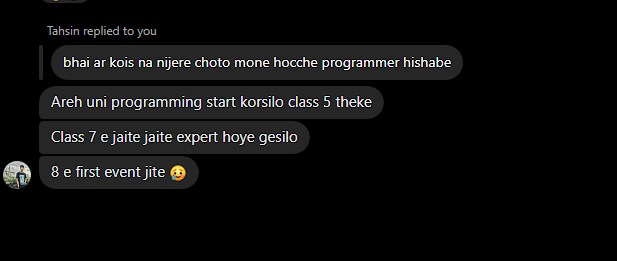 Tahsin replied to you
bhai ar kois na nijere choto mone hocche programmer hishabe
Areh uni programming start korsilo class 5 theke
Class 7 e jaite jaite expert hoye gesilo
8 e first event jite 😥